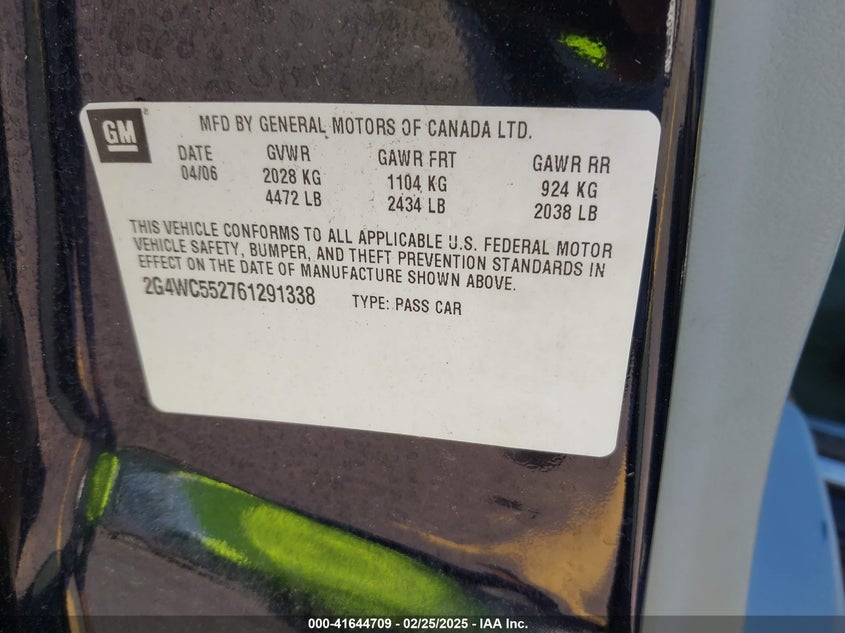 GM
MFD BY GENERAL MOTORS OF CANADA LTD.
DATE GVWR GAWR FRT GAWR RR
04/06 2028 KG 1104 KG 924 KG
4472 LB 2434 LB 2038 LB
THIS VEHICLE CONFORMS TO ALL APPLICABLE U.S. FEDERAL MOTOR
VEHICLE SAFETY, BUMPER, AND THEFT PREVENTION STANDARDS IN
EFFECT ON THE DATE OF MANUFACTURE SHOWN ABOVE.
2G4WC552761291338 TYPE: PASS CAR
000-41644709 - 02/25/2025 - IAA Inc.